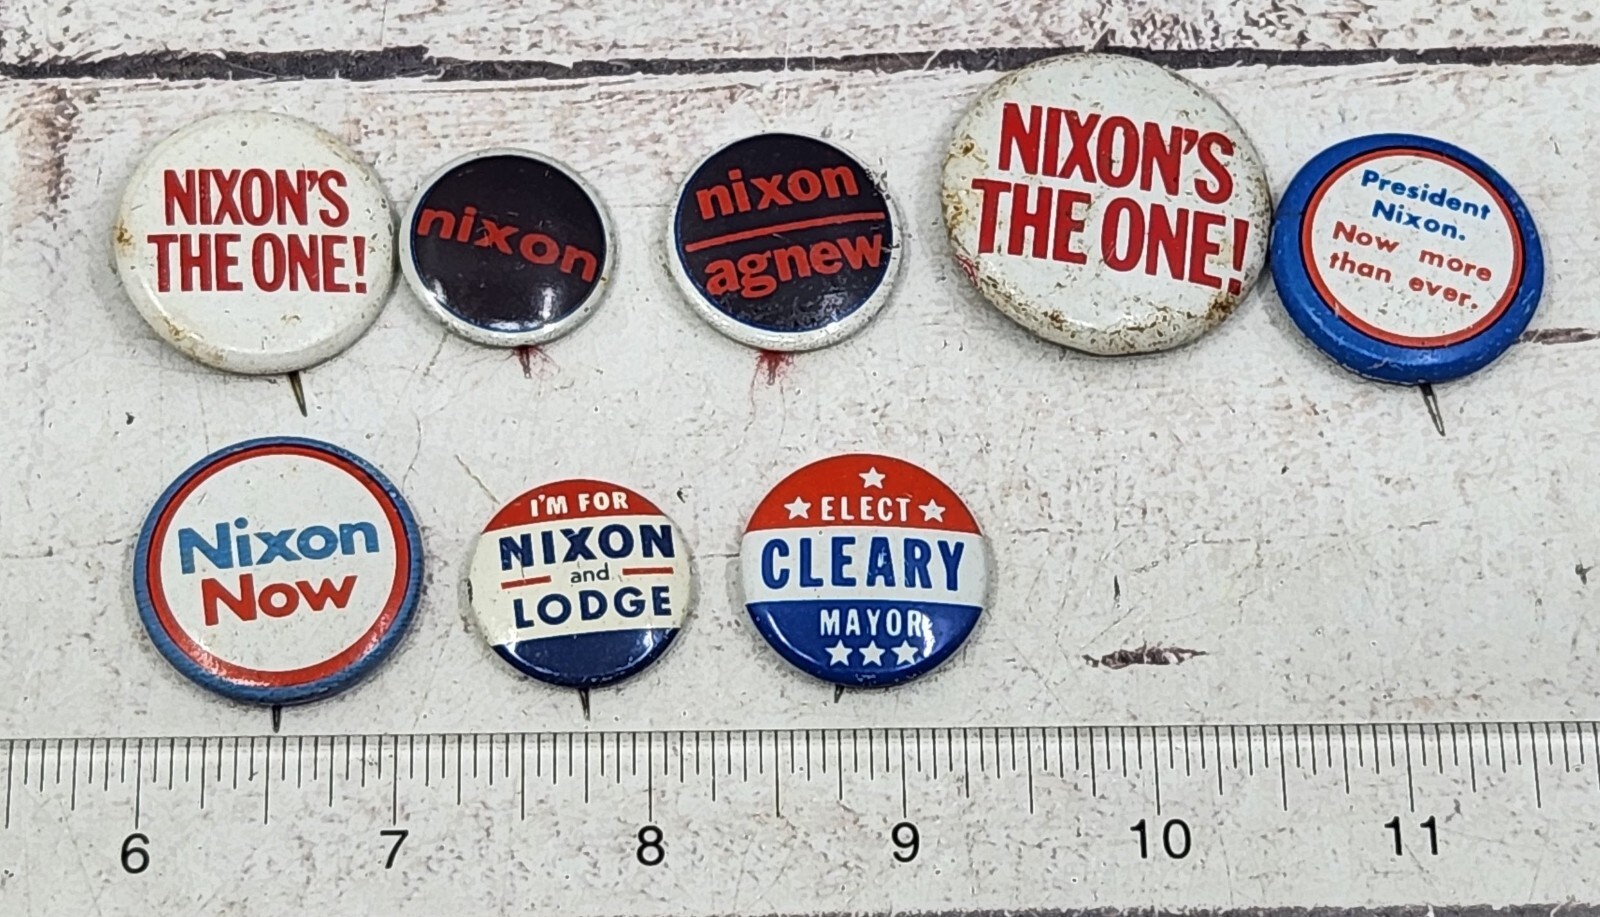 NIXON'S
THE ONE!
nixon
nixon
agnew
NIXON'S
THE ONE!
President
Nixon.
Now more
than ever.
Nixon
Now
I'M FOR
NIXON
and
LODGE
ELECT
CLEARY
MAYOR
6 7 8 9 10 11